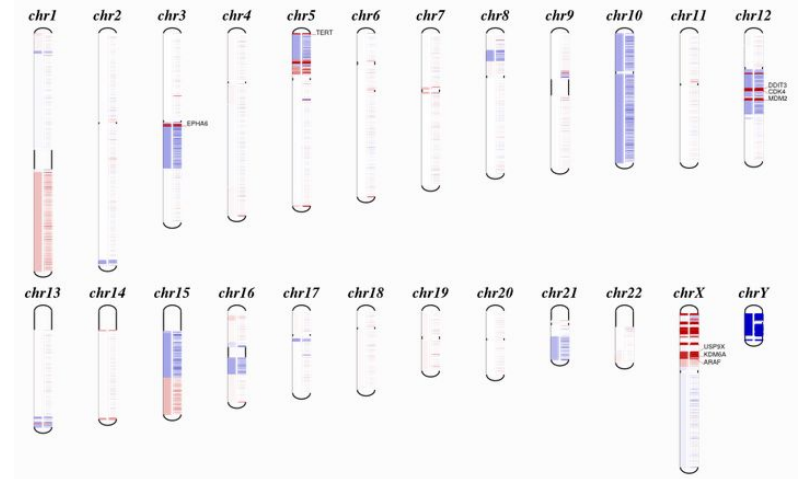 chr1 chr2 chr3 chr4 chr5 chr6 chr7 chr8 chr9 chr10 chr11 chr12
TERT
DDIT3
CDK4
MDM2
EPHA6
chr13 chr14 chr15 chr16 chr17 chr18 chr19 chr20 chr21 chr22 chrX chrY
USP9X
KDM6A
ARAF